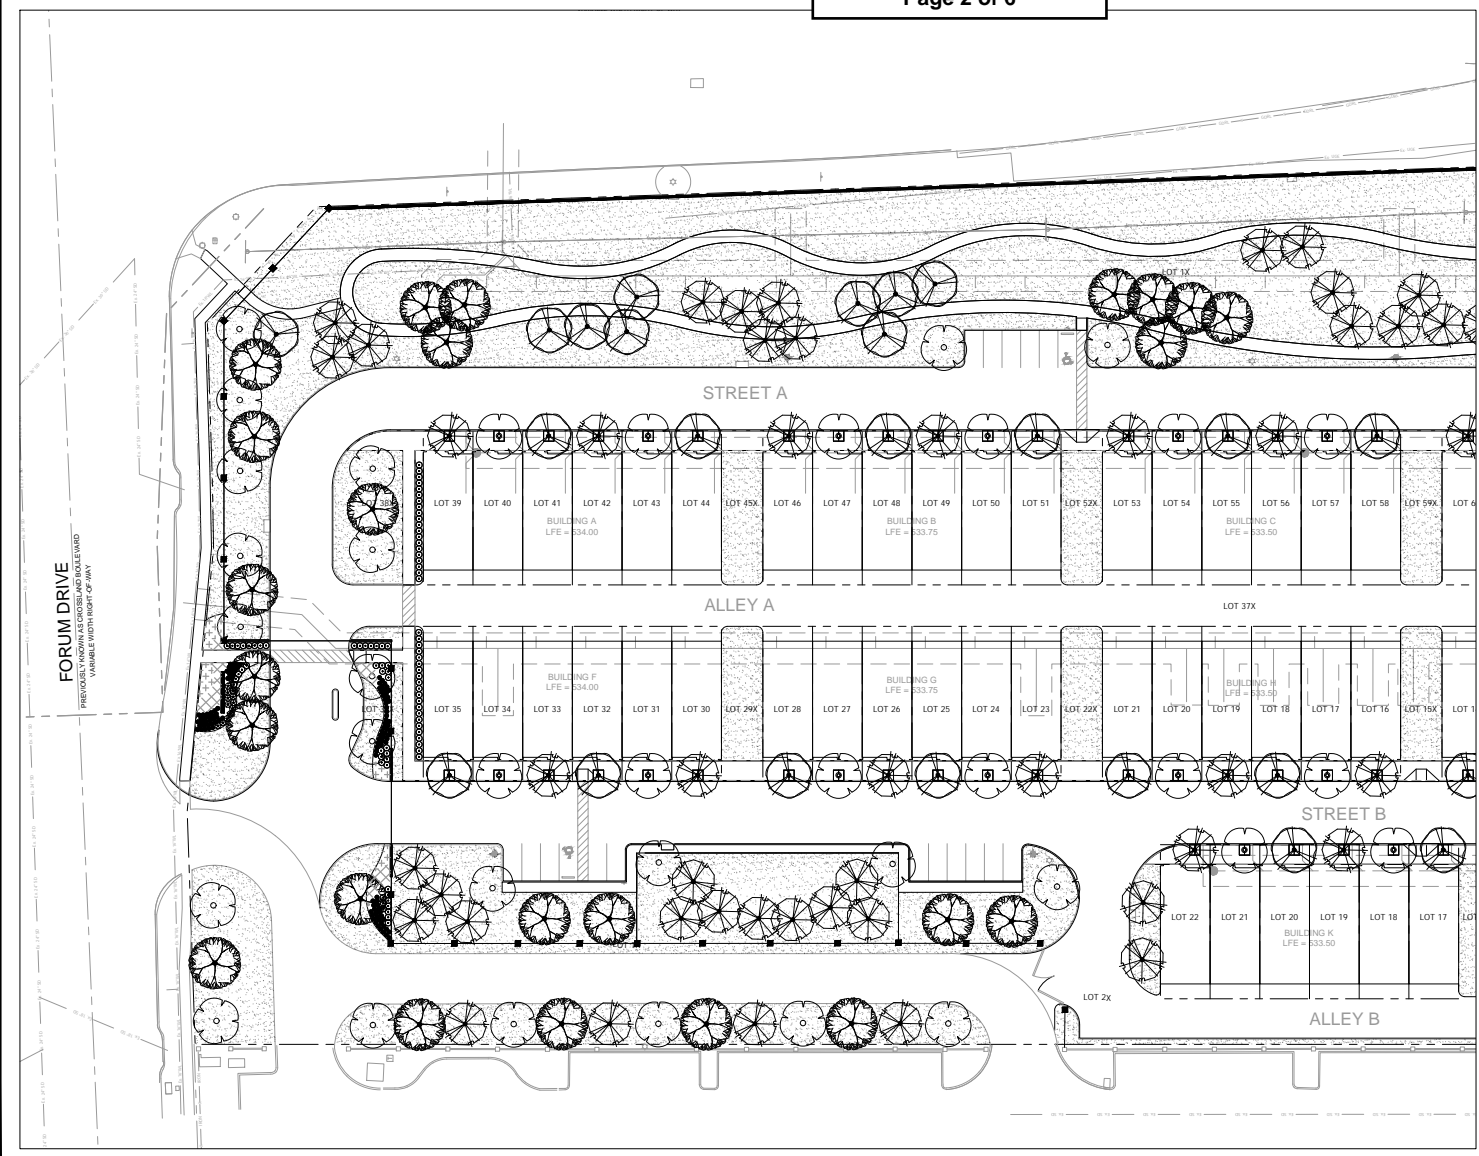 Page 2 of 6
LOT 1X
STREET A
LOT 38X
LOT 39
LOT 40
LOT 41
LOT 42
LOT 43
LOT 44
LOT 45X
LOT 46
LOT 47
LOT 48
LOT 49
LOT 50
LOT 51
LOT 52X
LOT 53
LOT 54
LOT 55
LOT 56
LOT 57
LOT 58
LOT 59X
BUILDING A
LFE = 534.00
BUILDING B
LFE = 533.75
BUILDING C
LFE = 533.50
FORUM DRIVE
PREVIOUSLY KNOWN AS CROSSLAND BOULEVARD
VARIABLE WIDTH RIGHT-OF-WAY
ALLEY A
LOT 37X
BUILDING F
LFE = 534.00
BUILDING G
LFE = 533.75
BUILDING H
LFE = 533.50
LOT 35
LOT 34
LOT 33
LOT 32
LOT 31
LOT 30
LOT 29X
LOT 28
LOT 27
LOT 26
LOT 25
LOT 24
LOT 23
LOT 22X
LOT 21
LOT 20
LOT 19
LOT 18
LOT 17
LOT 16
LOT 15X
STREET B
LOT 22
LOT 21
LOT 20
LOT 19
LOT 18
LOT 17
BUILDING K
LFE = 533.50
LOT 2X
ALLEY B